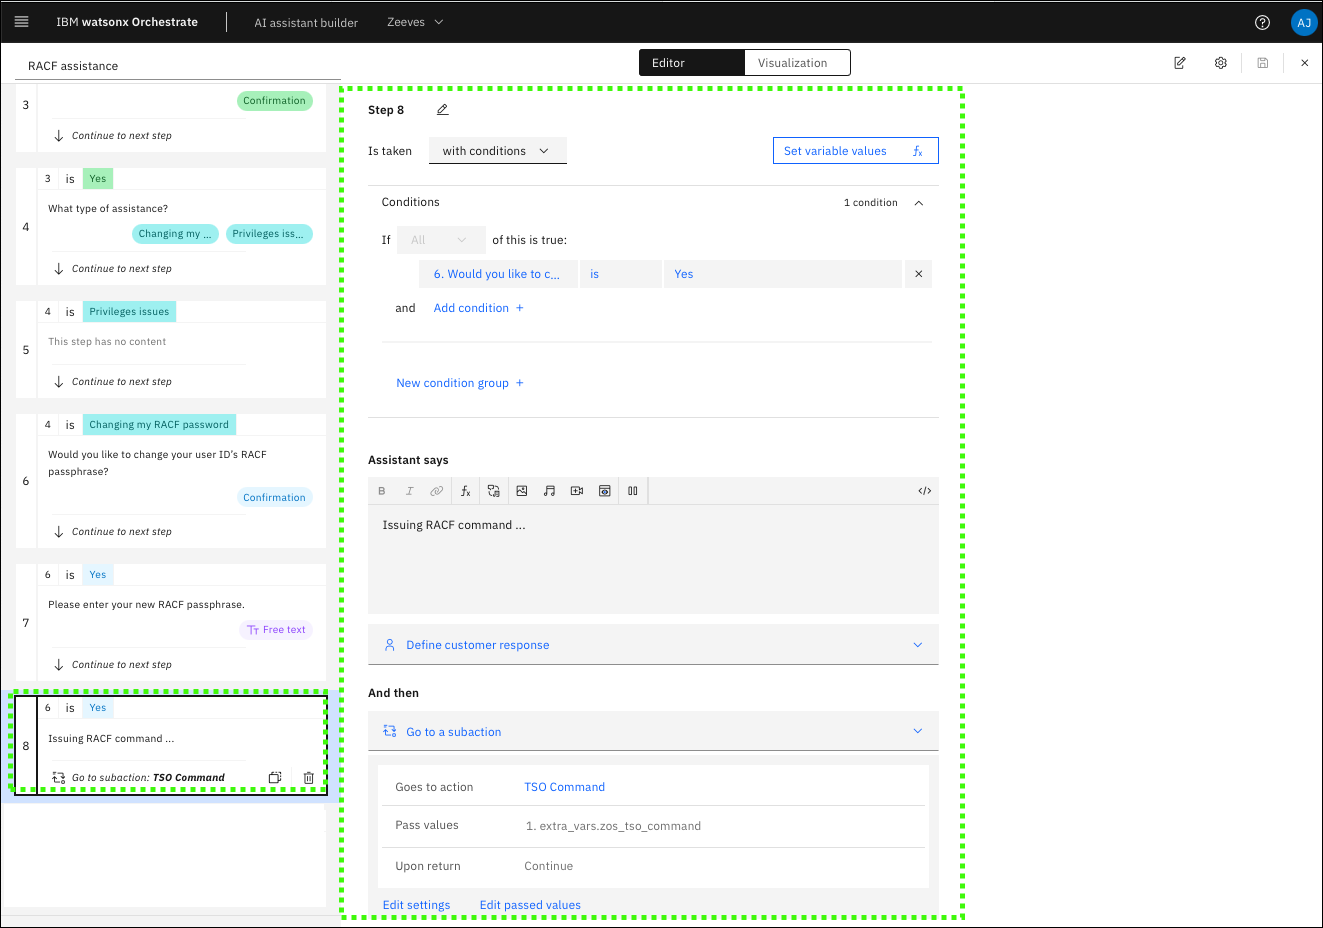 IBM watsonx Orchestrate
AI assistant builder
Zeeves
AJ
RACF assistance
Editor
Visualization
3
Confirmation
Continue to next step
3 is Yes
4
What type of assistance?
Changing my ...
Privileges iss...
Continue to next step
4 is Privileges issues
5
This step has no content
Continue to next step
4 is Changing my RACF password
6
Would you like to change your user ID's RACF
passphrase?
Confirmation
Continue to next step
6 is Yes
7
Please enter your new RACF passphrase.
Free text
Continue to next step
6 is Yes
8
Issuing RACF command ...
Go to subaction: TSO Command
Step 8
Is taken with conditions
Set variable values fx
Conditions
1 condition
If All of this is true:
6. Would you like to c... is Yes
and Add condition +
New condition group +
Assistant says
B I fx </>
Issuing RACF command ...
Define customer response
And then
Go to a subaction
Goes to action TSO Command
Pass values 1. extra_vars.zos_tso_command
Upon return Continue
Edit settings Edit passed values